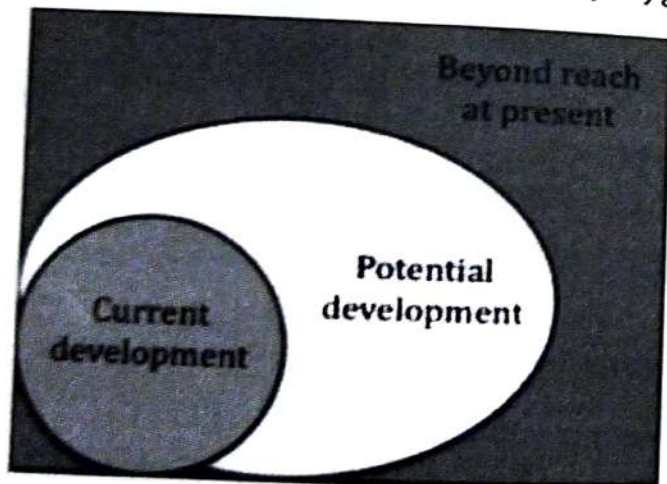 Beyond reach
at present
Potential
development
Current
development